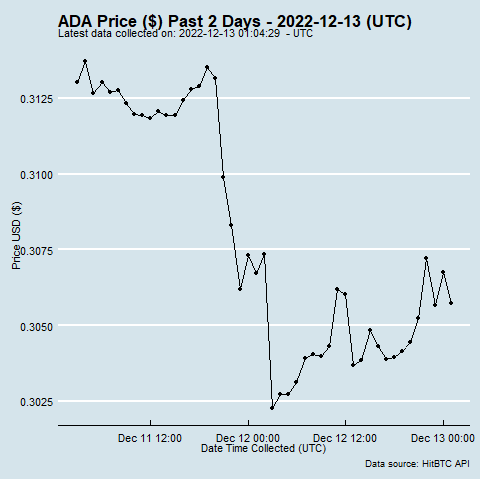 ADA Price ($) Past 2 Days - 2022-12-13 (UTC)
Latest data collected on: 2022-12-13 01:04:29 - UTC
Price USD ($)
0.3125
0.3100
0.3075
0.3050
0.3025
Dec 11 12:00
Dec 12 00:00
Dec 12 12:00
Dec 13 00:00
Date Time Collected (UTC)
Data source: HitBTC API